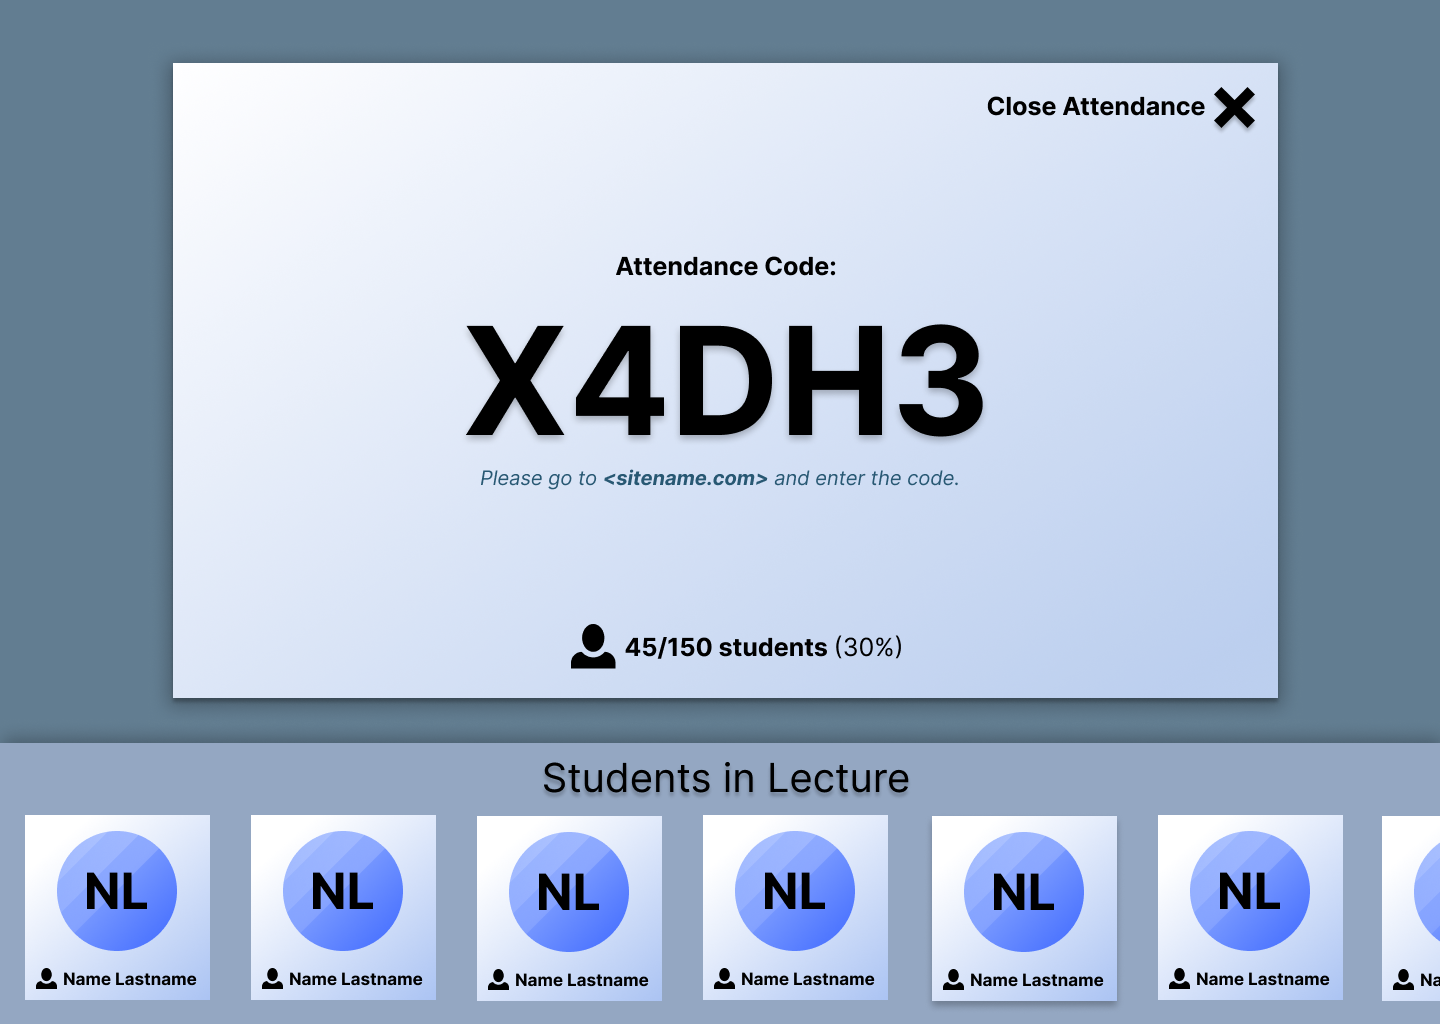 Close Attendance
Attendance Code:
X4DH3
Please go to <sitename.com> and enter the code.
45/150 students (30%)
Students in Lecture
NL NL NL NL NL NL
Name Lastname Name Lastname Name Lastname Name Lastname Name Lastname Name Lastname Na